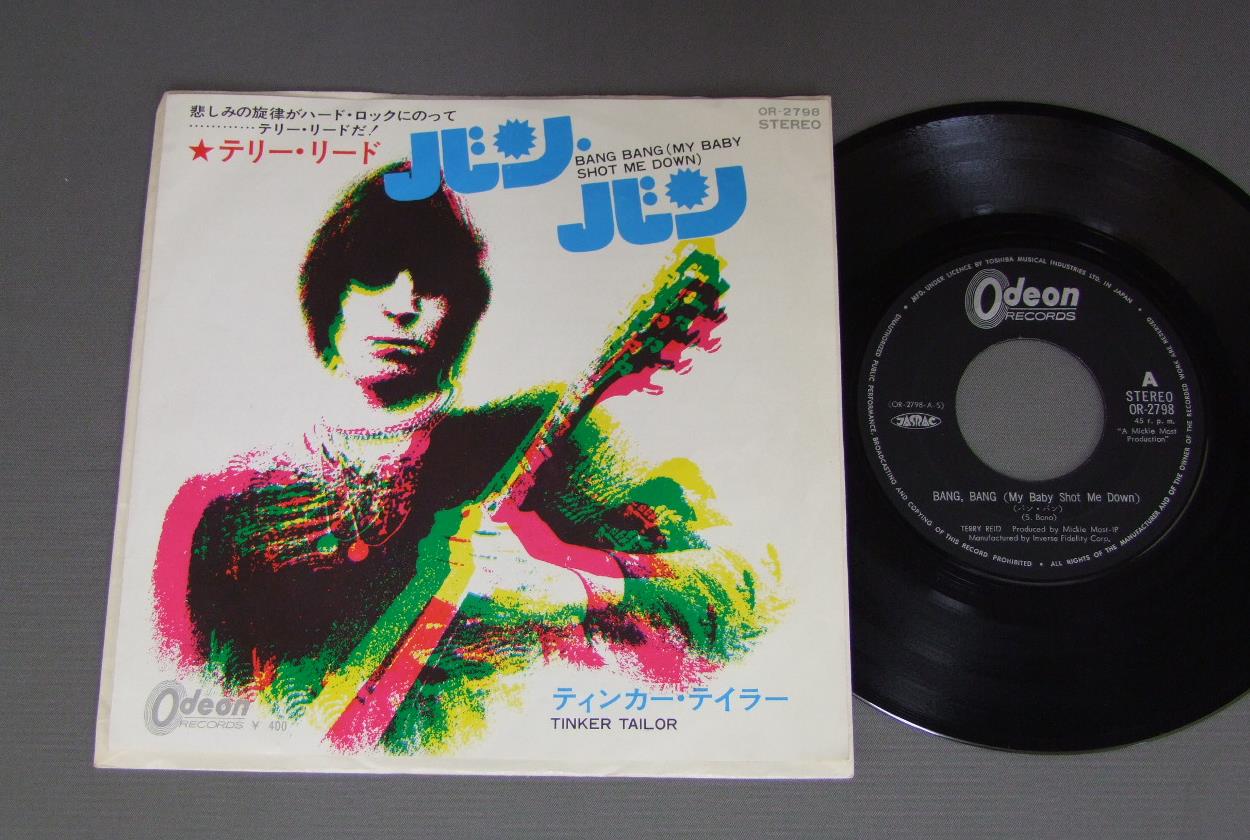 悲しみの旋律がハード・ロックにのって
…………テリー・リードだ!
★テリー・リード
バン・バン
BANG BANG (MY BABY
SHOT ME DOWN)
OR-2798
STEREO
ティンカー・テイラー
TINKER TAILOR
Odeon
RECORDS ¥ 400
MFD. UNDER LICENCE BY TOSHIBA MUSICAL INDUSTRIES LTD. IN JAPAN
Odeon
RECORDS
A
STEREO
OR-2798
45 r. p. m.
"A Mickie Most
Production"
(OR-2798-A-S)
JASRAC
BANG, BANG (My Baby Shot Me Down)
(バン・バン)
(S. Bono)
TERRY REID Produced by Mickie Most-IP
Manufactured by Inverse Fidelity Corp.
ALL RIGHTS OF THE MANUFACTURER AND OF THE OWNER OF THE RECORDED WORK ARE RESERVED
UNAUTHORIZED PUBLIC PERFORMANCE, BROADCASTING AND COPYING OF THIS RECORD PROHIBITED